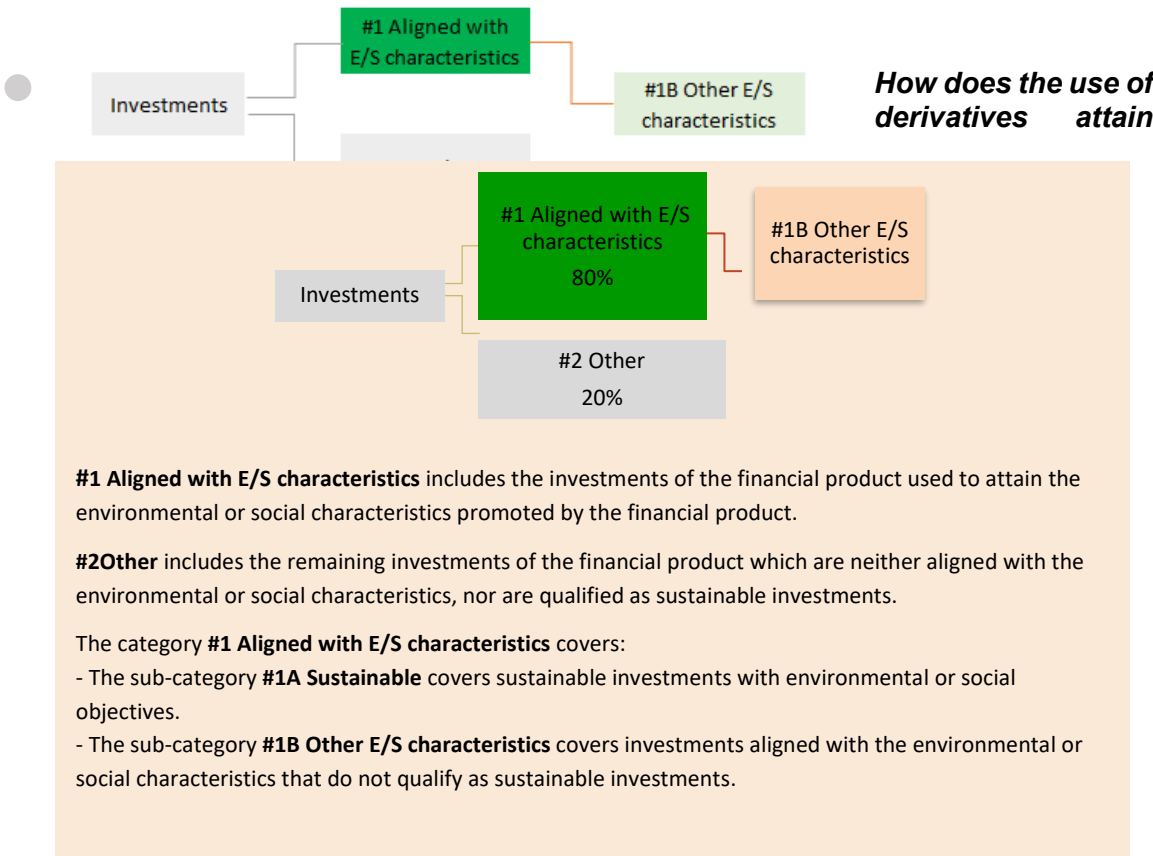 #1 Aligned with
E/S characteristics
Investments
#1B Other E/S
characteristics
How does the use of
derivatives attain
#1 Aligned with E/S
characteristics
80%
#1B Other E/S
characteristics
Investments
#2 Other
20%
#1 Aligned with E/S characteristics includes the investments of the financial product used to attain the
environmental or social characteristics promoted by the financial product.
#2Other includes the remaining investments of the financial product which are neither aligned with the
environmental or social characteristics, nor are qualified as sustainable investments.
The category #1 Aligned with E/S characteristics covers:
- The sub-category #1A Sustainable covers sustainable investments with environmental or social
objectives.
- The sub-category #1B Other E/S characteristics covers investments aligned with the environmental or
social characteristics that do not qualify as sustainable investments.